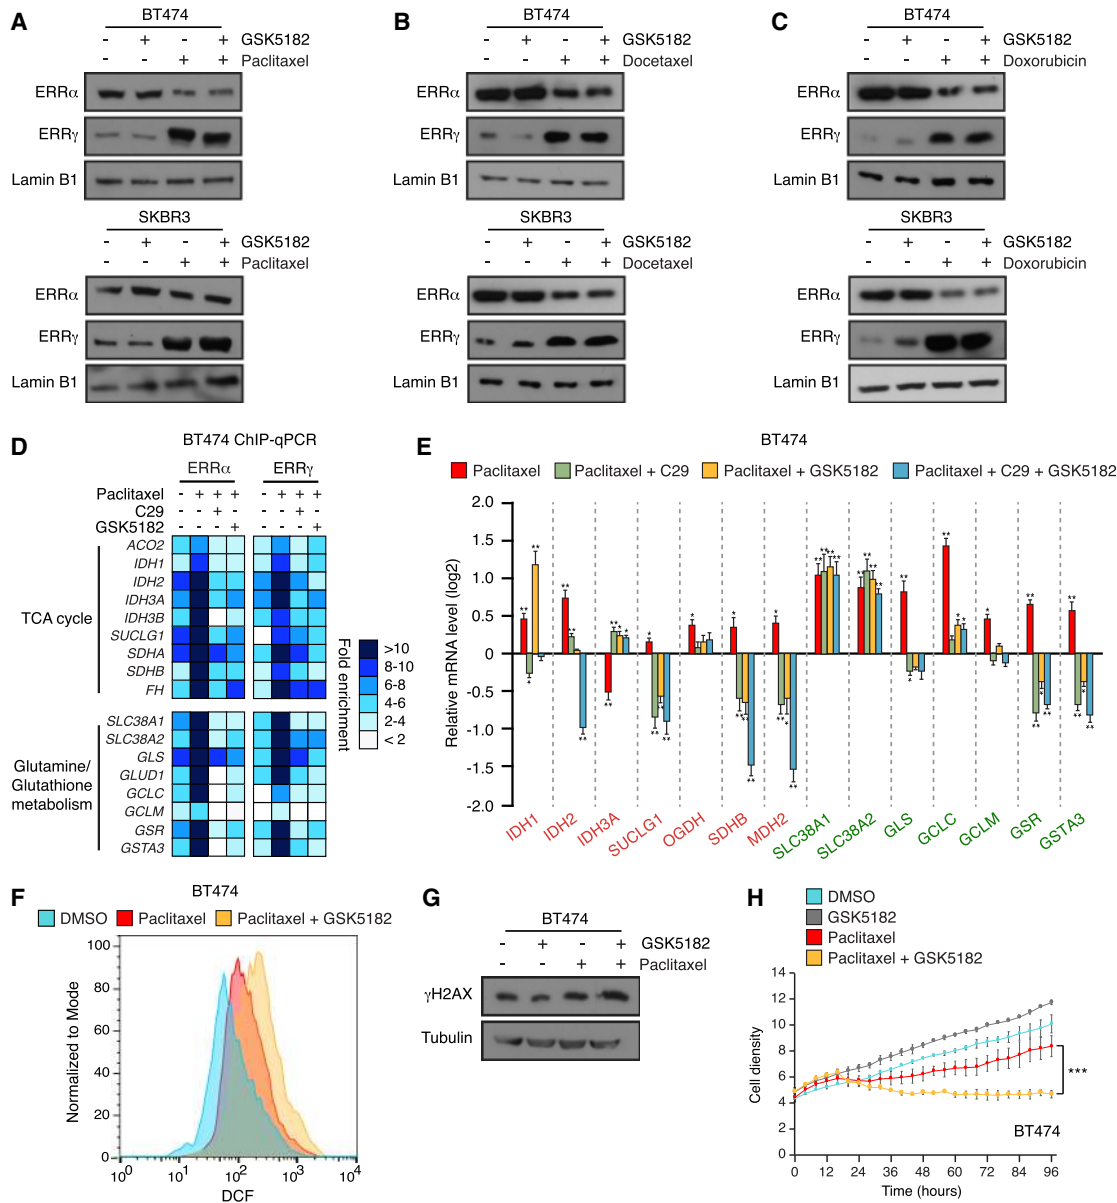 A
BT474
- + - + GSK5182
- - + + Paclitaxel
ERRα
ERRγ
Lamin B1
SKBR3
- + - + GSK5182
- - + + Paclitaxel
ERRα
ERRγ
Lamin B1
B
BT474
- + - + GSK5182
- - + + Docetaxel
ERRα
ERRγ
Lamin B1
SKBR3
- + - + GSK5182
- - + + Docetaxel
ERRα
ERRγ
Lamin B1
C
BT474
- + - + GSK5182
- - + + Doxorubicin
ERRα
ERRγ
Lamin B1
SKBR3
- + - + GSK5182
- - + + Doxorubicin
ERRα
ERRγ
Lamin B1
D
BT474 ChIP-qPCR
ERRα ERRγ
Paclitaxel - + + + - + + +
C29 - - + - - - + -
GSK5182 - - - + - - - +
TCA cycle
ACO2
IDH1
IDH2
IDH3A
IDH3B
SUCLG1
SDHA
SDHB
FH
Glutamine/
Glutathione
metabolism
SLC38A1
SLC38A2
GLS
GLUD1
GCLC
GCLM
GSR
GSTA3
Fold enrichment
>10
8-10
6-8
4-6
2-4
< 2
E
BT474
Paclitaxel Paclitaxel + C29 Paclitaxel + GSK5182 Paclitaxel + C29 + GSK5182
Relative mRNA level (log2)
2.0
1.5
1.0
0.5
0
-0.5
-1.0
-1.5
-2.0
IDH1 IDH2 IDH3A SUCLG1 OGDH SDHB MDH2 SLC38A1 SLC38A2 GLS GCLC GCLM GSR GSTA3
F
BT474
DMSO Paclitaxel Paclitaxel + GSK5182
Normalized to Mode
100
80
60
40
20
0
10^0 10^1 10^2 10^3 10^4
DCF
G
BT474
- + - + GSK5182
- - + + Paclitaxel
γH2AX
Tubulin
H
DMSO
GSK5182
Paclitaxel
Paclitaxel + GSK5182
Cell diensity
14
12
10
8
6
4
2
0
***
BT474
0 12 24 36 48 60 72 84 96
Time (hours)